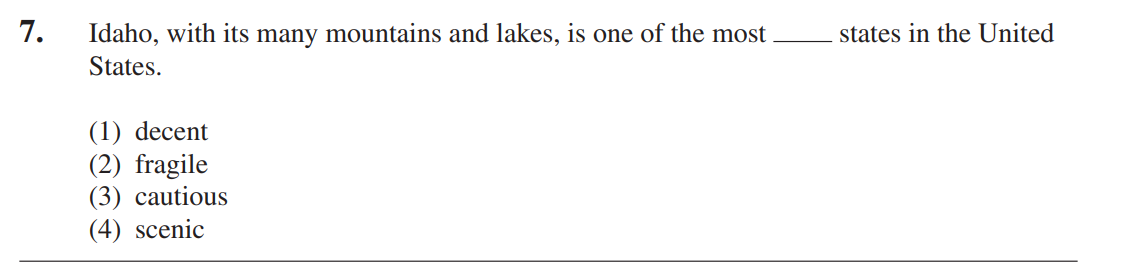 7. Idaho, with its many mountains and lakes, is one of the most ____ states in the United
States.
(1) decent
(2) fragile
(3) cautious
(4) scenic